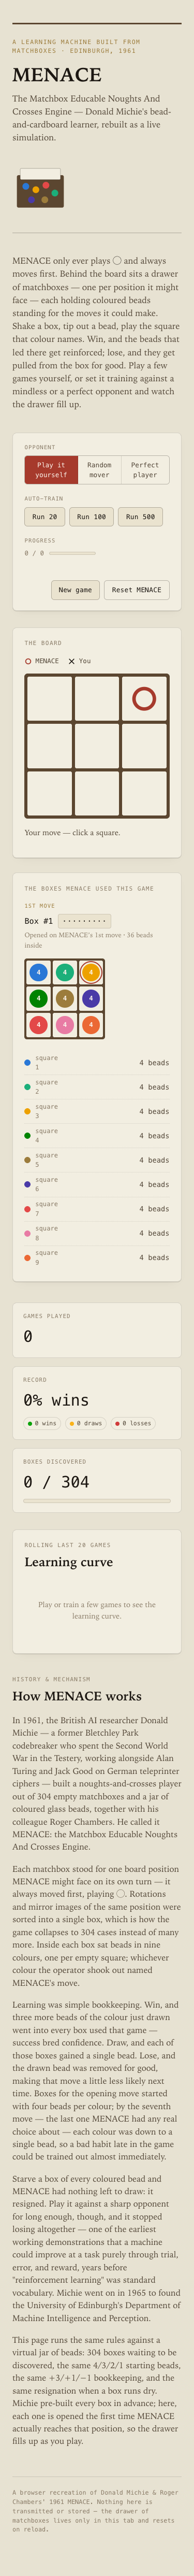 A LEARNING MACHINE BUILT FROM
MATCHBOXES · EDINBURGH, 1961
MENACE
The Matchbox Educable Noughts And
Crosses Engine — Donald Michie's bead-
and-cardboard learner, rebuilt as a live
simulation.
MENACE only ever plays ◯ and always
moves first. Behind the board sits a drawer
of matchboxes — one per position it might
face — each holding coloured beads
standing for the moves it could make.
Shake a box, tip out a bead, play the square
that colour names. Win, and the beads that
led there get reinforced; lose, and they get
pulled from the box for good. Play a few
games yourself, or set it training against a
mindless or a perfect opponent and watch
the drawer fill up.
OPPONENT
Play it
yourself
Random
mover
Perfect
player
AUTO-TRAIN
Run 20 Run 100 Run 500
PROGRESS
0 / 0
New game Reset MENACE
THE BOARD
MENACE You
Your move — click a square.
THE BOXES MENACE USED THIS GAME
1ST MOVE
Box #1 ·········
Opened on MENACE's 1st move · 36 beads
inside
4 4 4
4 4 4
4 4 4
square
1 4 beads
square
2 4 beads
square
3 4 beads
square
4 4 beads
square
5 4 beads
square
6 4 beads
square
7 4 beads
square
8 4 beads
square
9 4 beads
GAMES PLAYED
0
RECORD
0% wins
0 wins 0 draws 0 losses
BOXES DISCOVERED
0 / 304
ROLLING LAST 20 GAMES
Learning curve
Play or train a few games to see the
learning curve.
HISTORY & MECHANISM
How MENACE works
In 1961, the British AI researcher Donald
Michie — a former Bletchley Park
codebreaker who spent the Second World
War in the Testery, working alongside Alan
Turing and Jack Good on German teleprinter
ciphers — built a noughts-and-crosses player
out of 304 empty matchboxes and a jar of
coloured glass beads, together with his
colleague Roger Chambers. He called it
MENACE: the Matchbox Educable Noughts
And Crosses Engine.
Each matchbox stood for one board position
MENACE might face on its own turn — it
always moved first, playing ◯. Rotations
and mirror images of the same position were
sorted into a single box, which is how the
game collapses to 304 cases instead of many
more. Inside each box sat beads in nine
colours, one per empty square; whichever
colour the operator shook out named
MENACE's move.
Learning was simple bookkeeping. Win, and
three more beads of the colour just drawn
went into every box used that game —
success bred confidence. Draw, and each of
those boxes gained a single bead. Lose, and
the drawn bead was removed for good,
making that move a little less likely next
time. Boxes for the opening move started
with four beads per colour; by the seventh
move — the last one MENACE had any real
choice about — each colour was down to a
single bead, so a bad habit late in the game
could be trained out almost immediately.
Starve a box of every coloured bead and
MENACE had nothing left to draw: it
resigned. Play it against a sharp opponent
for long enough, though, and it stopped
losing altogether — one of the earliest
working demonstrations that a machine
could improve at a task purely through trial,
error, and reward, years before
"reinforcement learning" was standard
vocabulary. Michie went on in 1965 to found
the University of Edinburgh's Department of
Machine Intelligence and Perception.
This page runs the same rules against a
virtual jar of beads: 304 boxes waiting to be
discovered, the same 4/3/2/1 starting beads,
the same +3/+1/−1 bookkeeping, and the
same resignation when a box runs dry.
Michie pre-built every box in advance; here,
each one is opened the first time MENACE
actually reaches that position, so the drawer
fills up as you play.
A browser recreation of Donald Michie & Roger
Chambers' 1961 MENACE. Nothing here is
transmitted or stored — the drawer of
matchboxes lives only in this tab and resets
on reload.